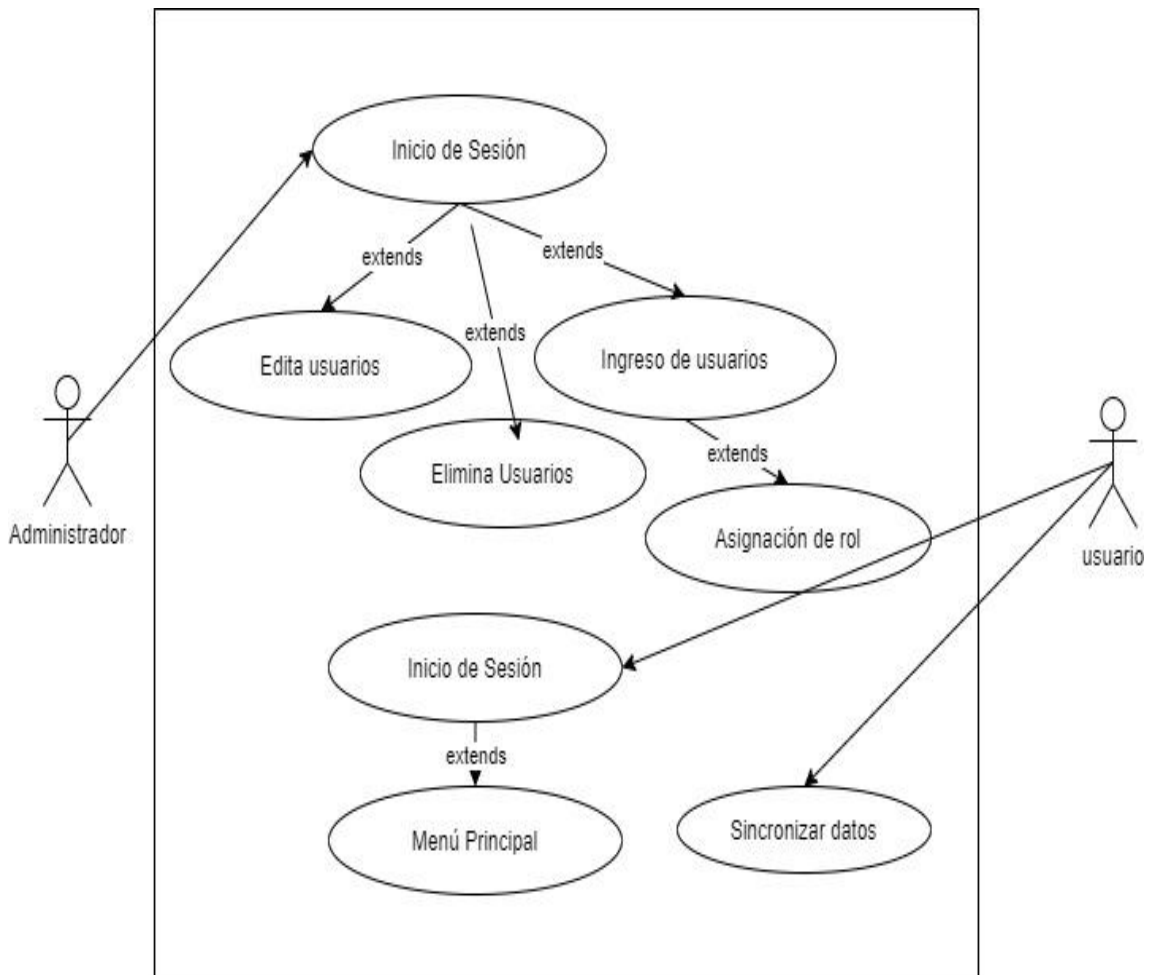 Inicio de Sesión
extends
extends
extends
Edita usuarios
Ingreso de usuarios
Elimina Usuarios
extends
Asignación de rol
Administrador
usuario
Inicio de Sesión
extends
Menú Principal
Sincronizar datos